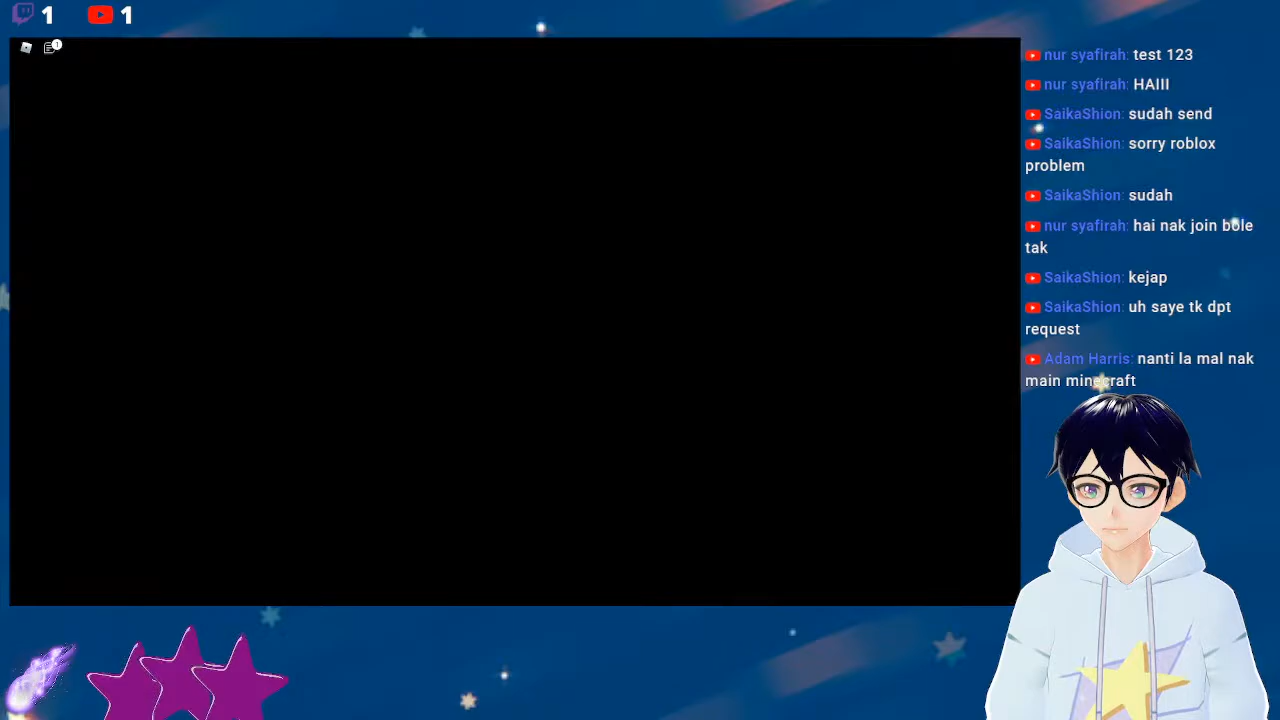 1 1
1
nur syafirah: test 123
nur syafirah: HAIII
SaikaShion: sudah send
SaikaShion: sorry roblox
problem
SaikaShion: sudah
nur syafirah: hai nak join bole
tak
SaikaShion: kejap
SaikaShion: uh saye tk dpt
request
Adam Harris: nanti la mal nak
main minecraft